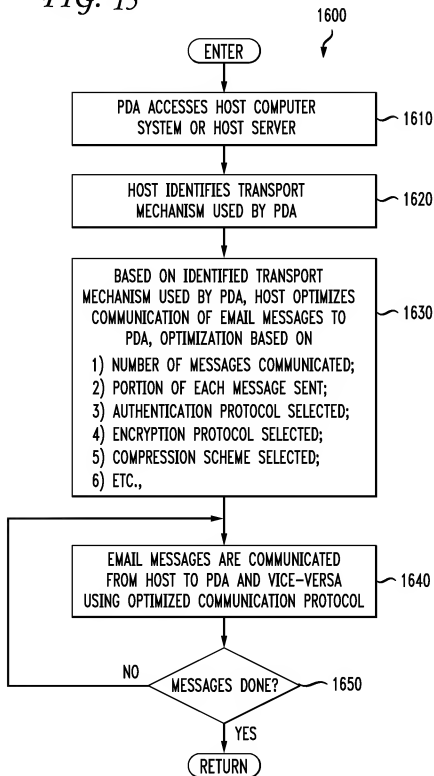 FIG. 15
1600
ENTER
PDA ACCESSES HOST COMPUTER
SYSTEM OR HOST SERVER
1610
HOST IDENTIFIES TRANSPORT
MECHANISM USED BY PDA
1620
BASED ON IDENTIFIED TRANSPORT
MECHANISM USED BY PDA, HOST OPTIMIZES
COMMUNICATION OF EMAIL MESSAGES TO
PDA, OPTIMIZATION BASED ON
1) NUMBER OF MESSAGES COMMUNICATED;
2) PORTION OF EACH MESSAGE SENT;
3) AUTHENTICATION PROTOCOL SELECTED;
4) ENCRYPTION PROTOCOL SELECTED;
5) COMPRESSION SCHEME SELECTED;
6) ETC.,
1630
EMAIL MESSAGES ARE COMMUNICATED
FROM HOST TO PDA AND VICE-VERSA
USING OPTIMIZED COMMUNICATION PROTOCOL
1640
NO
MESSAGES DONE?
1650
YES
RETURN